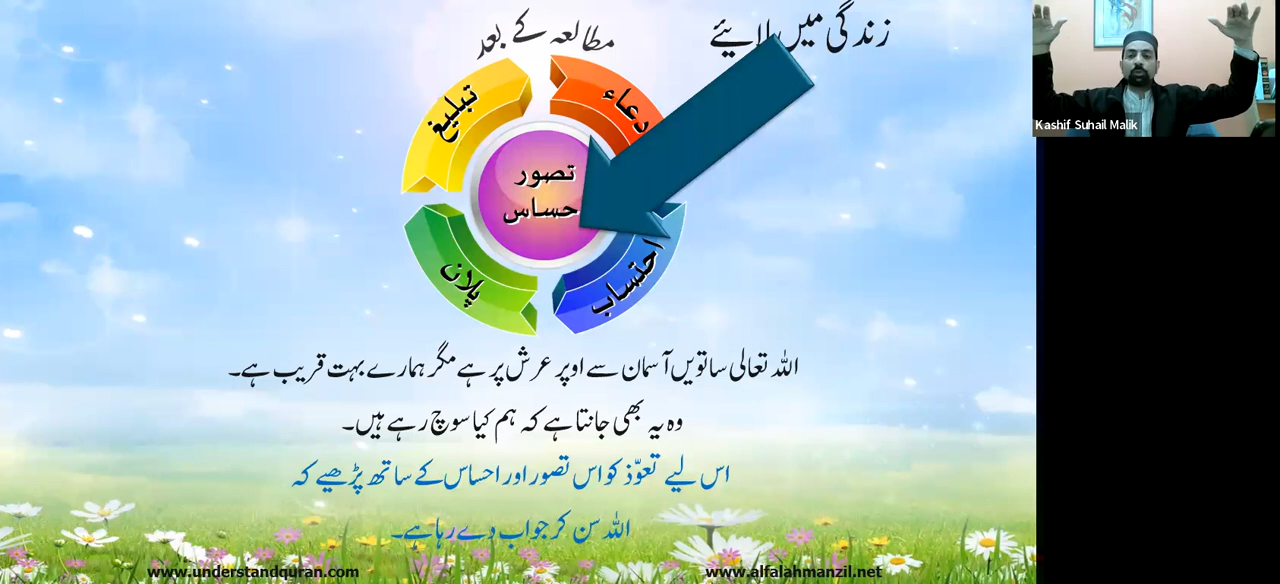 زندگی میں لائیے
مطالعہ کے بعد
Kashif Suhail Malik
تبلیغ
دعاء
تصور
حساس
پلان
احتساب
اللہ تعالی ساتویں آسمان سے اوپر عرش پر ہے مگر ہمارے بہت قریب ہے۔
وہ یہ بھی جانتا ہے کہ ہم کیا سوچ رہے ہیں۔
اس لیے تعوّذ کو اس تصور اور احساس کے ساتھ پڑھیے کہ
اللہ سن کر جواب دے رہا ہے۔
www.understandquran.com
www.alfalahmanzil.net